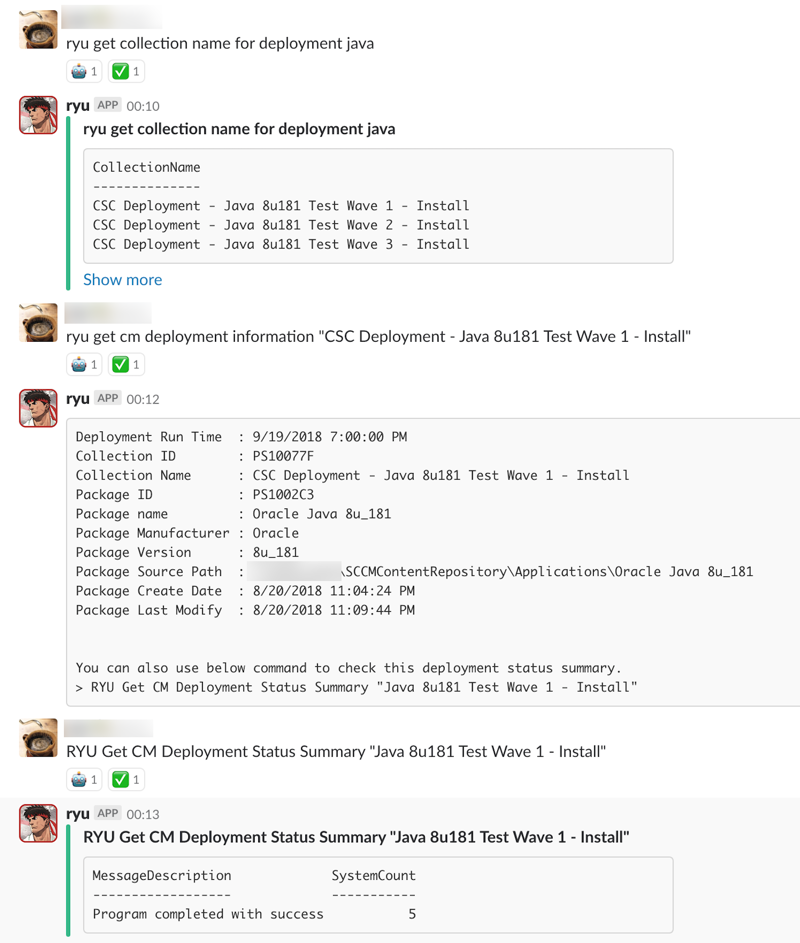 ryu get collection name for deployment java
1 1
ryu APP 00:10
ryu get collection name for deployment java
CollectionName
--------------
CSC Deployment - Java 8u181 Test Wave 1 - Install
CSC Deployment - Java 8u181 Test Wave 2 - Install
CSC Deployment - Java 8u181 Test Wave 3 - Install
Show more
ryu get cm deployment information "CSC Deployment - Java 8u181 Test Wave 1 - Install"
1 1
ryu APP 00:12
Deployment Run Time : 9/19/2018 7:00:00 PM
Collection ID : PS10077F
Collection Name : CSC Deployment - Java 8u181 Test Wave 1 - Install
Package ID : PS1002C3
Package name : Oracle Java 8u_181
Package Manufacturer : Oracle
Package Version : 8u_181
Package Source Path : \SCCMContentRepository\Applications\Oracle Java 8u_181
Package Create Date : 8/20/2018 11:04:24 PM
Package Last Modify : 8/20/2018 11:09:44 PM
You can also use below command to check this deployment status summary.
> RYU Get CM Deployment Status Summary "Java 8u181 Test Wave 1 - Install"
RYU Get CM Deployment Status Summary "Java 8u181 Test Wave 1 - Install"
1 1
ryu APP 00:13
RYU Get CM Deployment Status Summary "Java 8u181 Test Wave 1 - Install"
MessageDescription SystemCount
------------------ -----------
Program completed with success 5